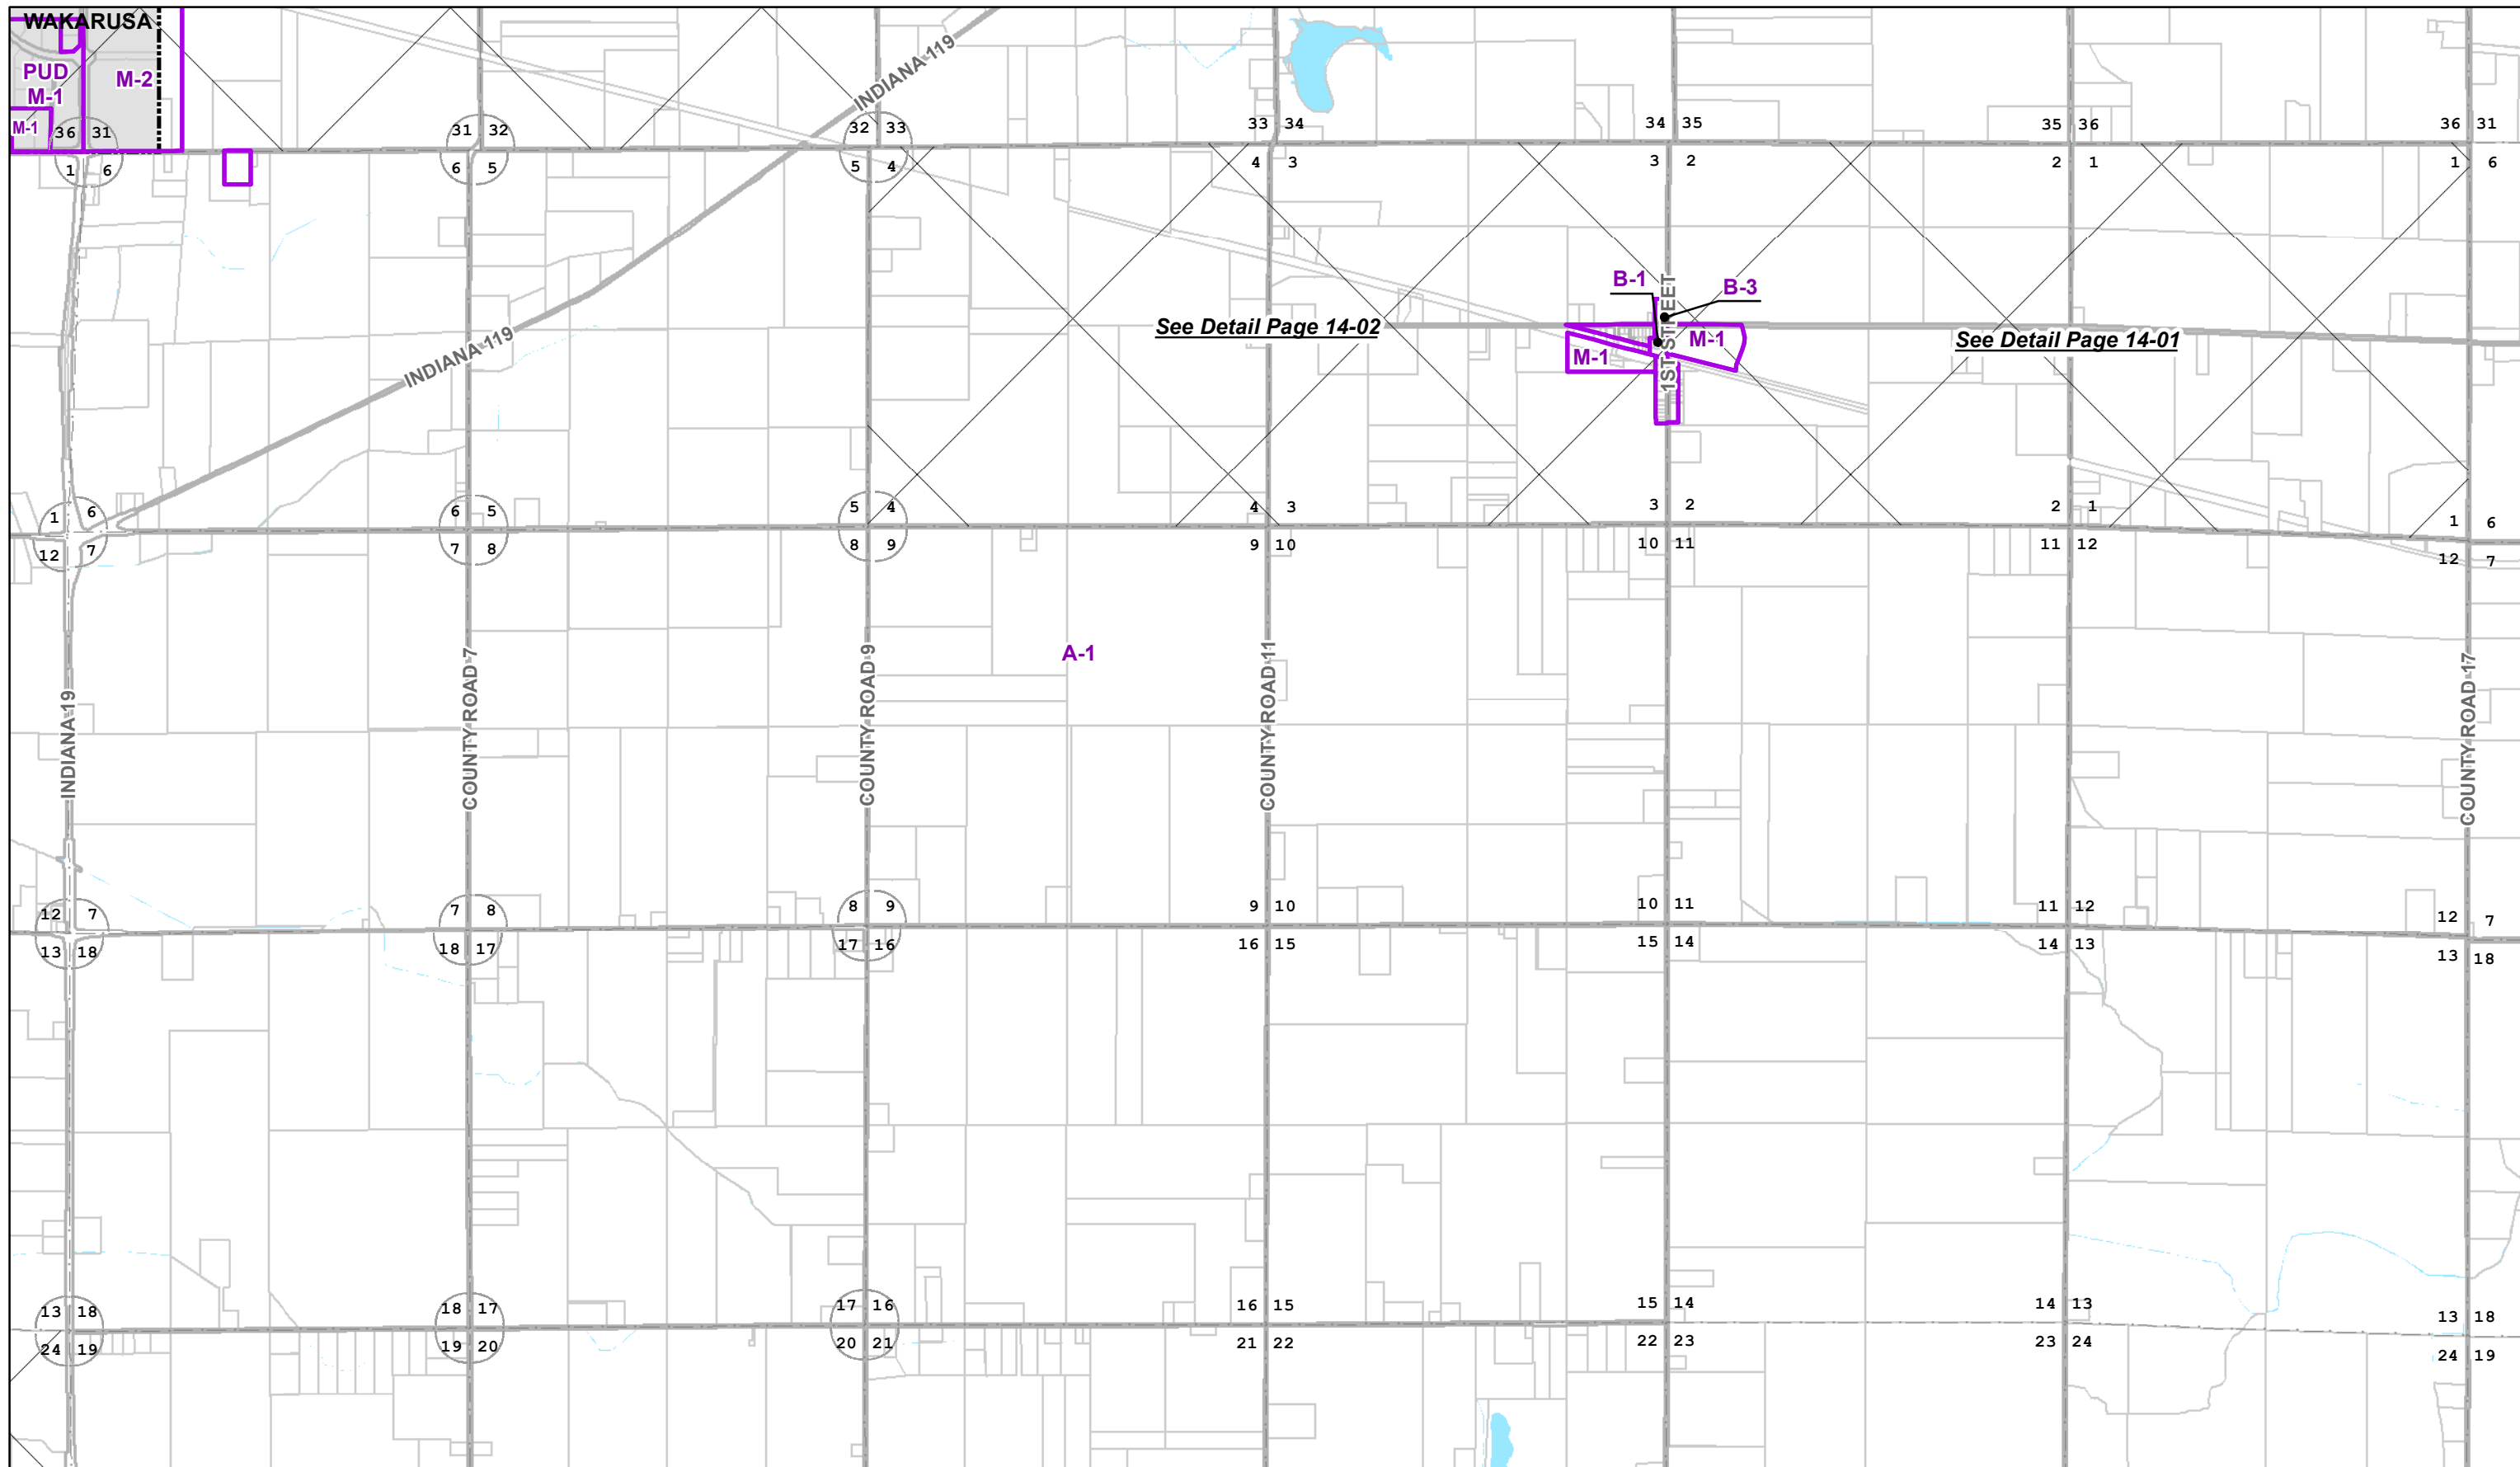 WAKARUSA
PUD
M-1
M-2
M-1
36 31
1 6
31 32
6 5
INDIANA 119
32 33
5 4
33 34
4 3
34 35
3 2
35 36
2 1
36 31
1 6
B-1
B-3
1ST STREET
M-1
M-1
See Detail Page 14-02
See Detail Page 14-01
INDIANA 119
1 6
12 7
6 5
7 8
5 4
8 9
4 3
9 10
3 2
10 11
2 1
11 12
1 6
12 7
A-1
INDIANA 19
COUNTY ROAD 7
COUNTY ROAD 9
COUNTY ROAD 11
COUNTY ROAD 17
12 7
13 18
7 8
18 17
8 9
17 16
9 10
16 15
10 11
15 14
11 12
14 13
12 7
13 18
13 18
24 19
18 17
19 20
17 16
20 21
16 15
21 22
15 14
22 23
14 13
23 24
13 18
24 19